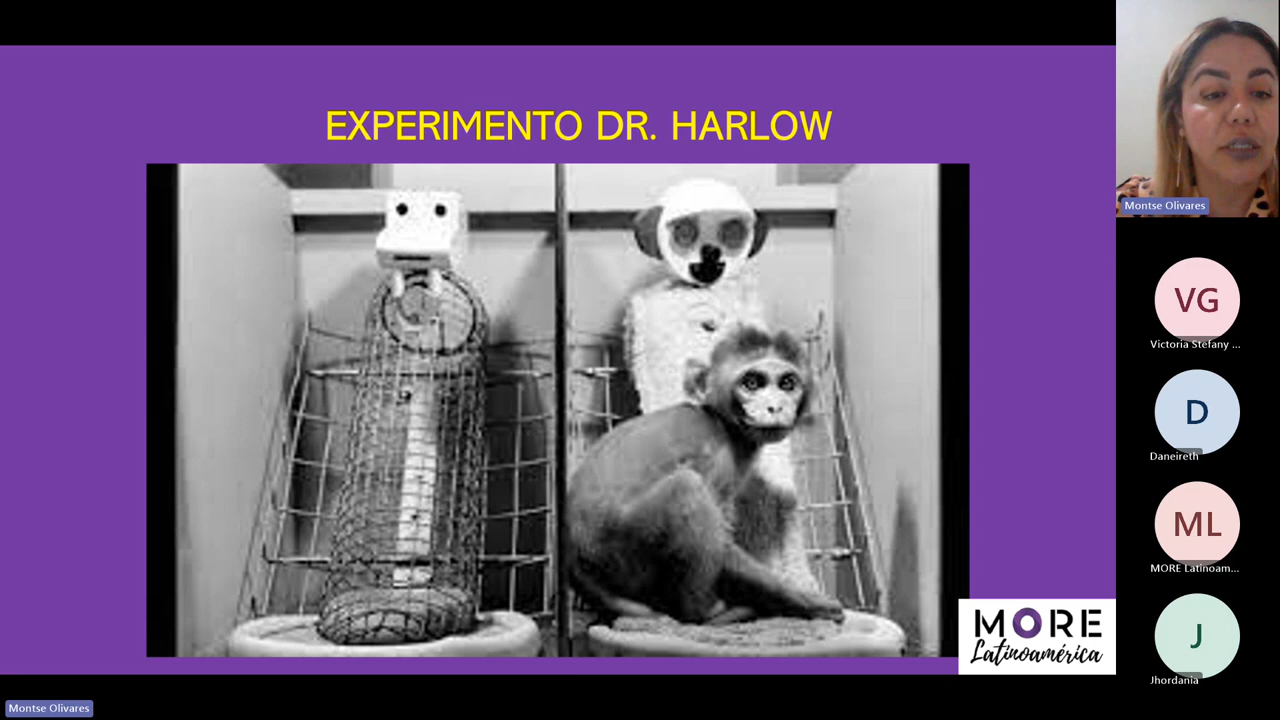 EXPERIMENTO DR. HARLOW
MORE
Latinoamérica
Montse Olivares
VG
Victoria Stefany ...
D
Daneireth
ML
MORE Latinoam...
J
Jhordania
Montse Olivares